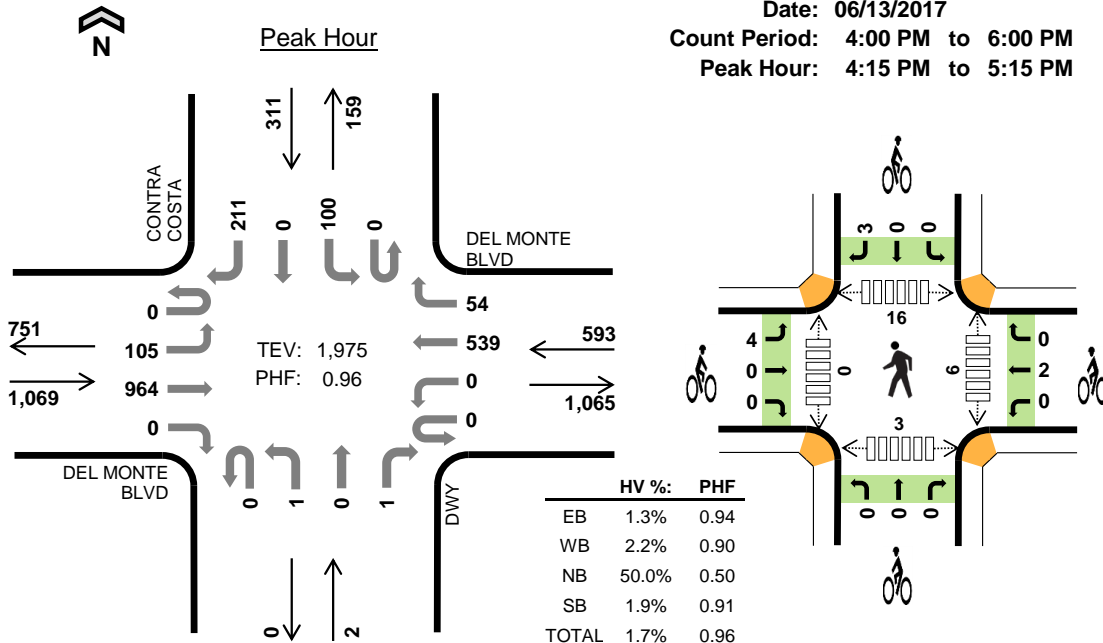 N
Peak Hour
Date: 06/13/2017
Count Period: 4:00 PM to 6:00 PM
Peak Hour: 4:15 PM to 5:15 PM
311
159
CONTRA
COSTA
211
0
100
0
DEL MONTE
BLVD
0
105
964
0
751
1,069
TEV: 1,975
PHF: 0.96
54
539
0
0
593
1,065
DEL MONTE
BLVD
0
1
0
1
DWY
0
2
HV %: PHF
EB 1.3% 0.94
WB 2.2% 0.90
NB 50.0% 0.50
SB 1.9% 0.91
TOTAL 1.7% 0.96
3
0
0
16
4
0
0
0
6
0
2
0
3
0
0
0